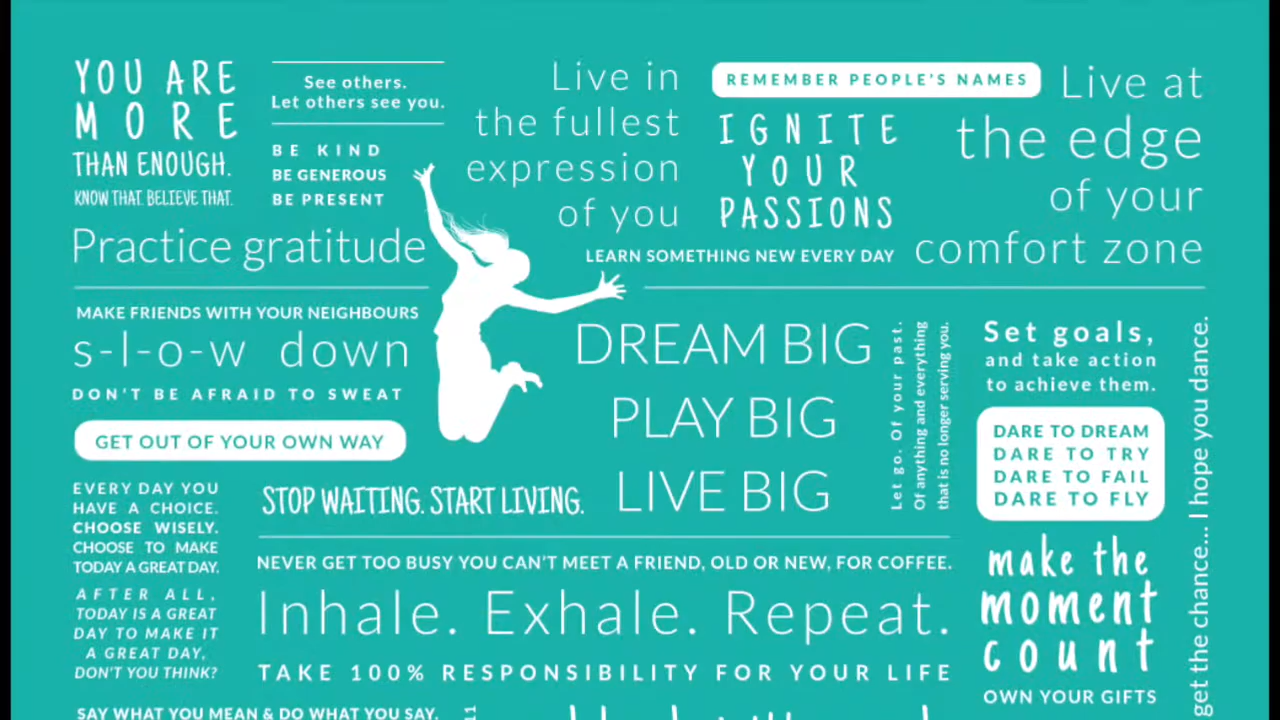 YOU ARE
MORE
THAN ENOUGH.
KNOW THAT. BELIEVE THAT.
See others.
Let others see you.
BE KIND
BE GENEROUS
BE PRESENT
Practice gratitude
Live in
the fullest
expression
of you
REMEMBER PEOPLE'S NAMES
IGNITE
YOUR
PASSIONS
LEARN SOMETHING NEW EVERY DAY
Live at
the edge
of your
comfort zone
MAKE FRIENDS WITH YOUR NEIGHBOURS
s-l-o-w down
DON'T BE AFRAID TO SWEAT
GET OUT OF YOUR OWN WAY
DREAM BIG
PLAY BIG
LIVE BIG
Let go. Of your past.
Of anything and everything
that is no longer serving you.
Set goals,
and take action
to achieve them.
DARE TO DREAM
DARE TO TRY
DARE TO FAIL
DARE TO FLY
get the chance... I hope you dance.
EVERY DAY YOU
HAVE A CHOICE.
CHOOSE WISELY.
CHOOSE TO MAKE
TODAY A GREAT DAY.
AFTER ALL,
TODAY IS A GREAT
DAY TO MAKE IT
A GREAT DAY,
DON'T YOU THINK?
STOP WAITING. START LIVING.
NEVER GET TOO BUSY YOU CAN'T MEET A FRIEND, OLD OR NEW, FOR COFFEE.
Inhale. Exhale. Repeat.
TAKE 100% RESPONSIBILITY FOR YOUR LIFE
make the
moment
count
OWN YOUR GIFTS
SAY WHAT YOU MEAN & DO WHAT YOU SAY.